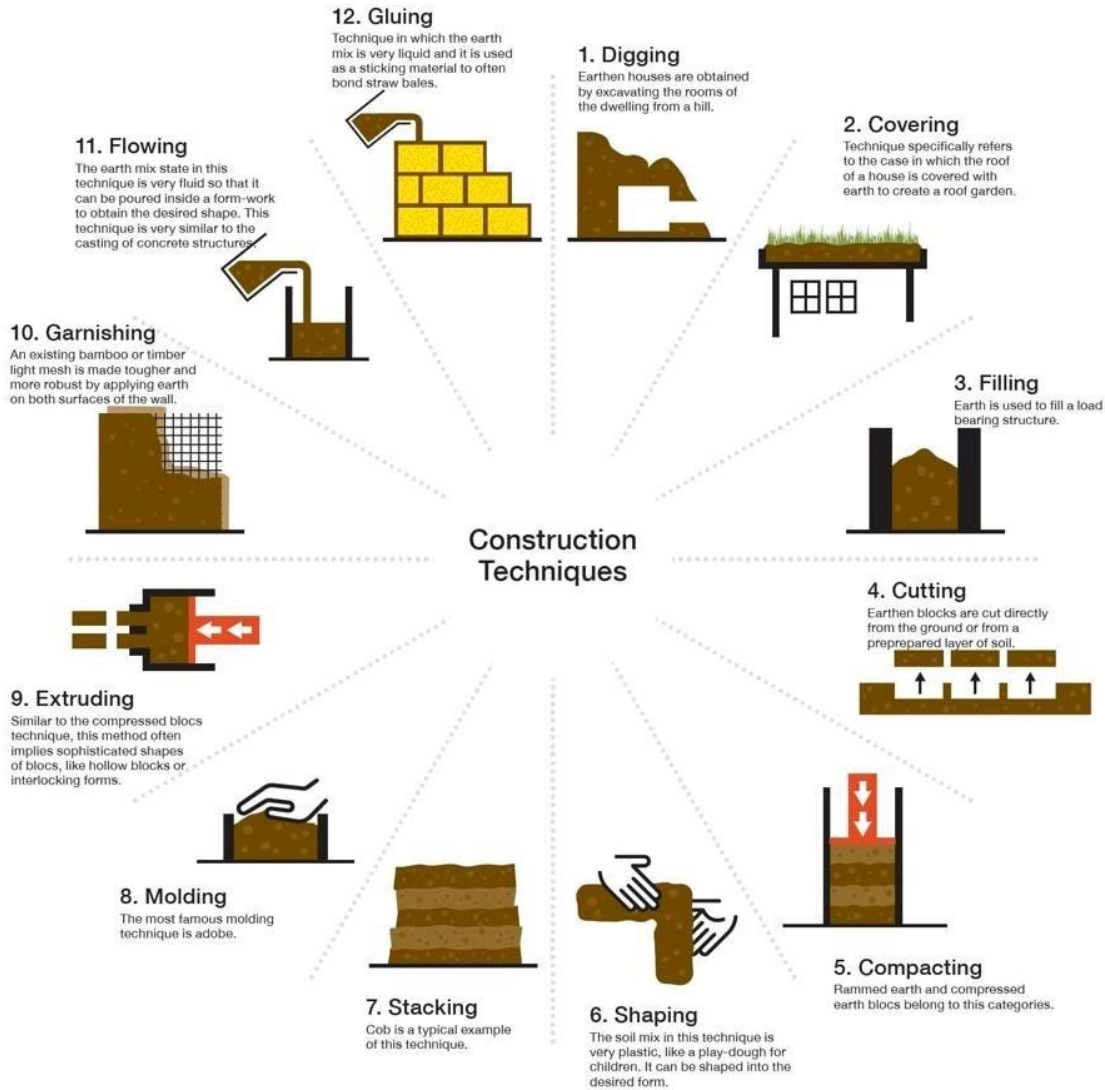 Construction
Techniques
1. Digging
Earthen houses are obtained
by excavating the rooms of
the dwelling from a hill.
2. Covering
Technique specifically refers
to the case in which the roof
of a house is covered with
earth to create a roof garden.
3. Filling
Earth is used to fill a load
bearing structure.
4. Cutting
Earthen blocks are cut directly
from the ground or from a
preprepared layer of soil.
5. Compacting
Rammed earth and compressed
earth blocs belong to this categories.
6. Shaping
The soil mix in this technique is
very plastic, like a play-dough for
children. It can be shaped into the
desired form.
7. Stacking
Cob is a typical example
of this technique.
8. Molding
The most famous molding
technique is adobe.
9. Extruding
Similar to the compressed blocs
technique, this method often
implies sophisticated shapes
of blocs, like hollow blocks or
interlocking forms.
10. Garnishing
An existing bamboo or timber
light mesh is made tougher and
more robust by applying earth
on both surfaces of the wall.
11. Flowing
The earth mix state in this
technique is very fluid so that it
can be poured inside a form-work
to obtain the desired shape. This
technique is very similar to the
casting of concrete structures.
12. Gluing
Technique in which the earth
mix is very liquid and it is used
as a sticking material to often
bond straw bales.